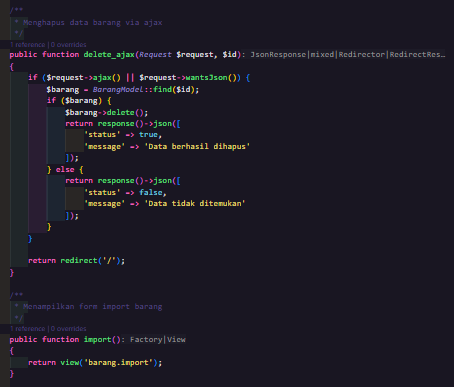 /**
 * Menghapus data barang via ajax
 */
1 reference | 0 overrides
public function delete_ajax(Request $request, $id): JsonResponse|mixed|Redirector|RedirectRes…
{
    if ($request->ajax() || $request->wantsJson()) {
        $barang = BarangModel::find($id);
        if ($barang) {
            $barang->delete();
            return response()->json([
                'status' => true,
                'message' => 'Data berhasil dihapus'
            ]);
        } else {
            return response()->json([
                'status' => false,
                'message' => 'Data tidak ditemukan'
            ]);
        }
    }
    return redirect('/');
}
/**
 * Menampilkan form import barang
 */
1 reference | 0 overrides
public function import(): Factory|View
{
    return view('barang.import');
}